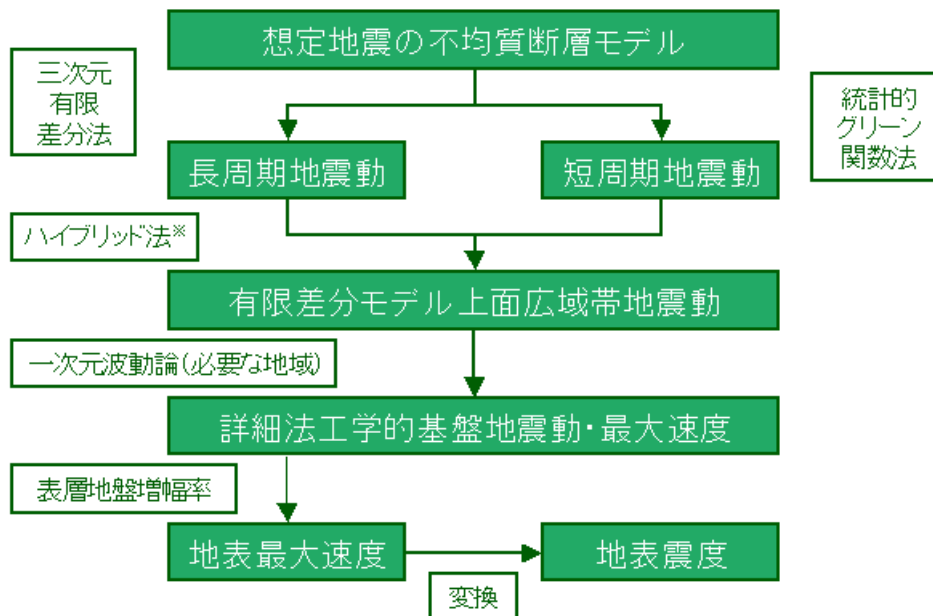 想定地震の不均質断層モデル
三次元
有限
差分法
統計的
グリーン
関数法
長周期地震動
短周期地震動
ハイブリッド法※
有限差分モデル上面広域帯地震動
一次元波動論(必要な地域)
詳細法工学的基盤地震動・最大速度
表層地盤増幅率
地表最大速度
地表震度
変換